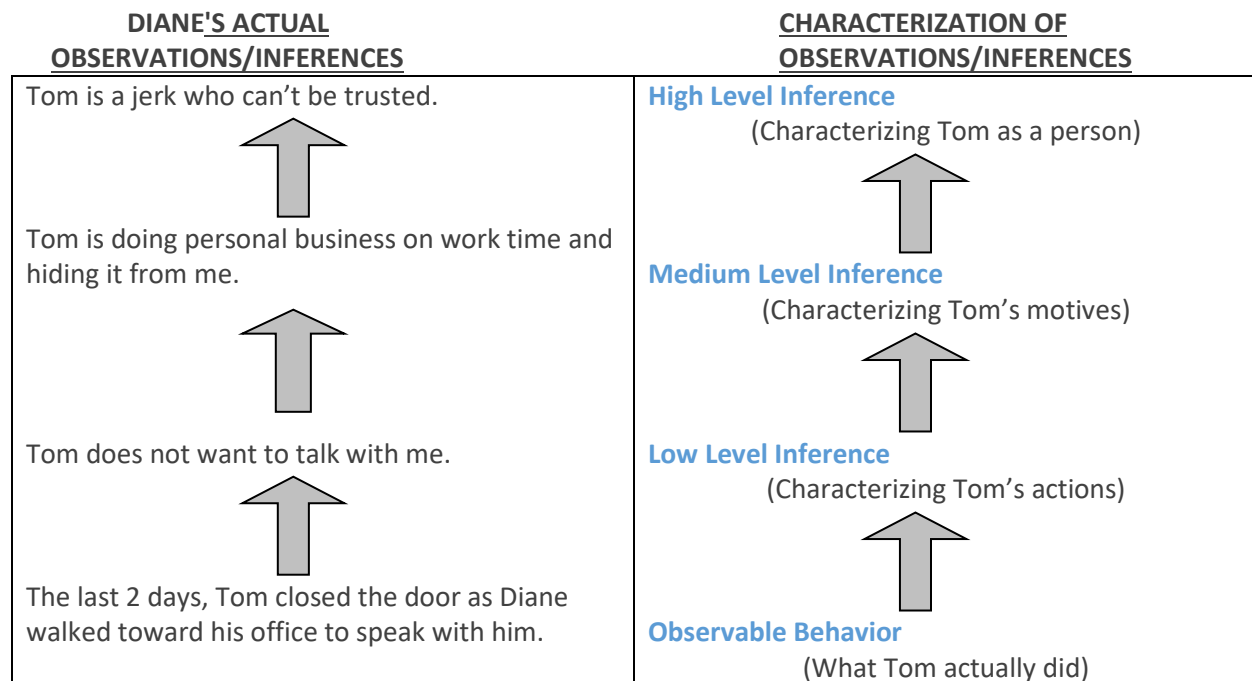 DIANE'S ACTUAL
OBSERVATIONS/INFERENCES
CHARACTERIZATION OF
OBSERVATIONS/INFERENCES
Tom is a jerk who can’t be trusted.
Tom is doing personal business on work time and
hiding it from me.
Tom does not want to talk with me.
The last 2 days, Tom closed the door as Diane
walked toward his office to speak with him.
High Level Inference
(Characterizing Tom as a person)
Medium Level Inference
(Characterizing Tom’s motives)
Low Level Inference
(Characterizing Tom’s actions)
Observable Behavior
(What Tom actually did)